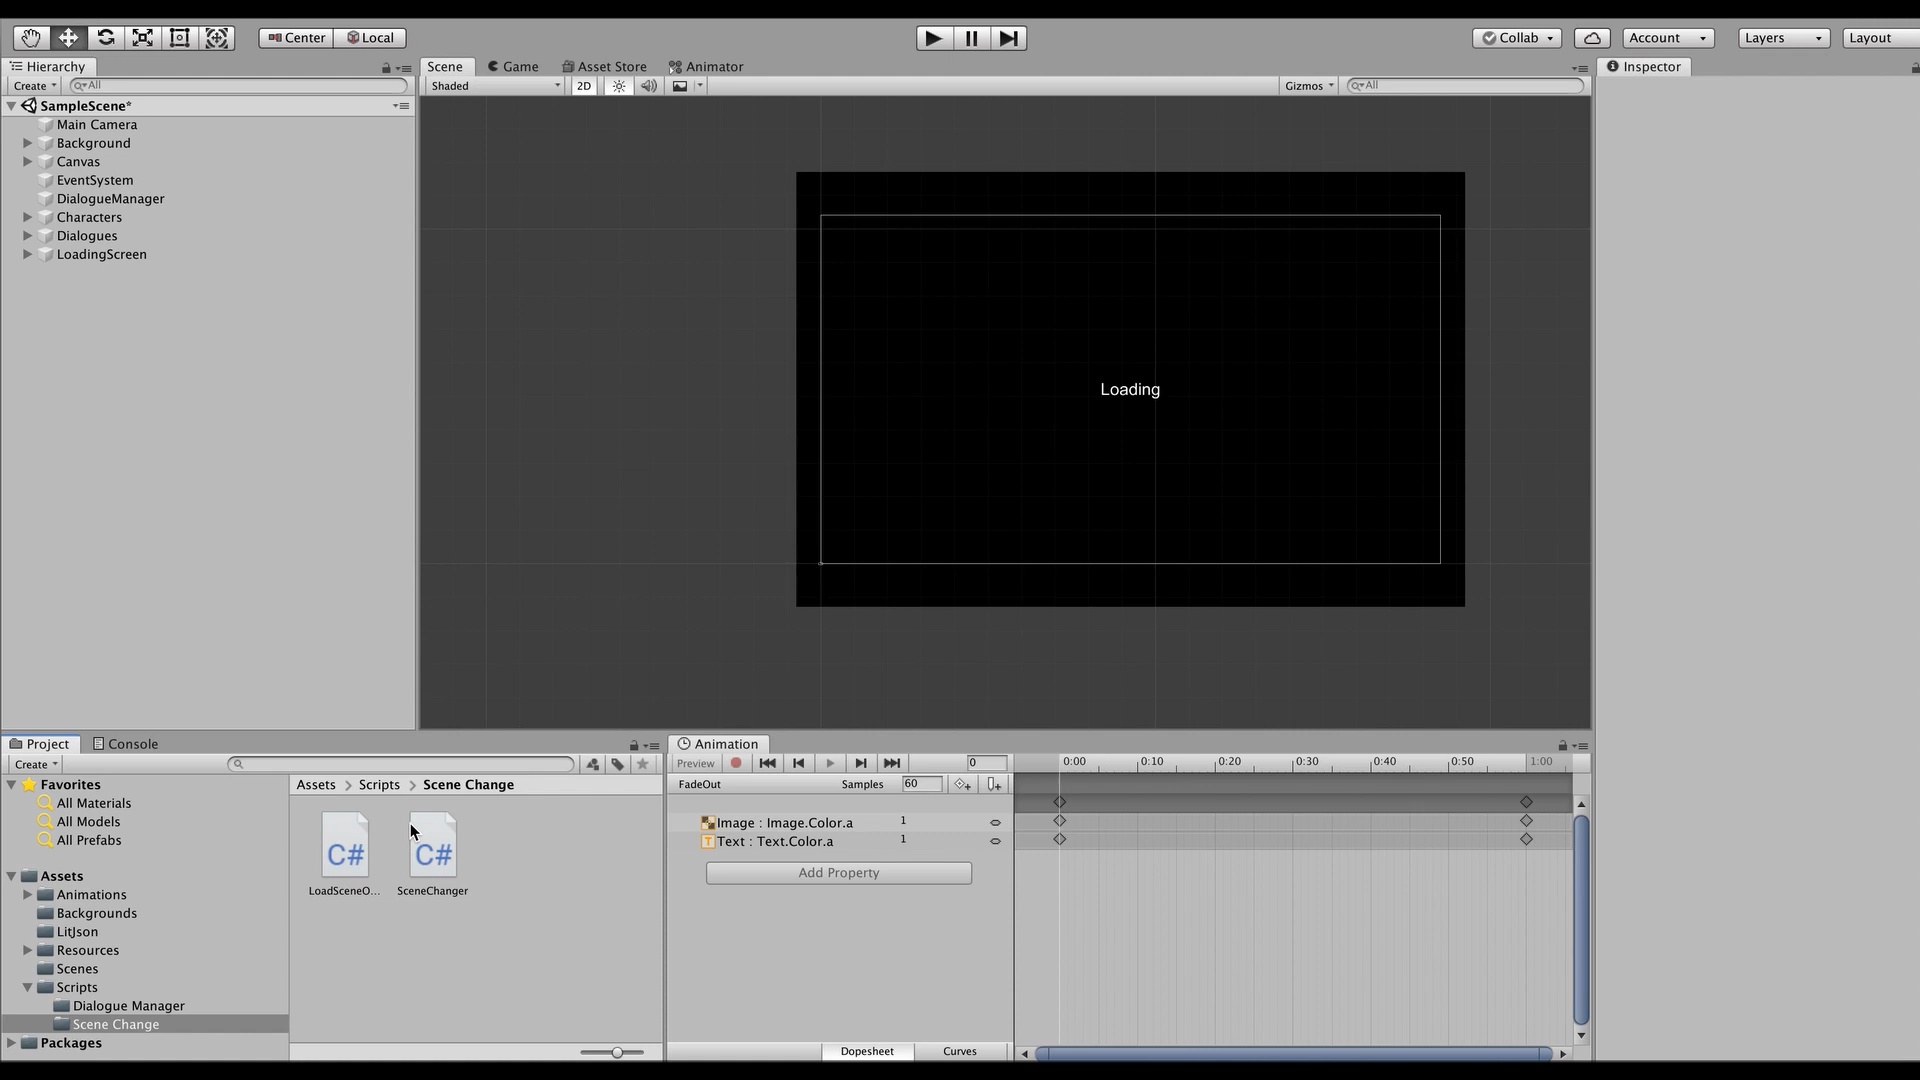 Center Local Collab Account Layers Layout
Hierarchy Scene Game Asset Store Animator Inspector
Create All Shaded 2D Gizmos All
SampleScene*
Main Camera
Background
Canvas
EventSystem
DialogueManager
Characters
Dialogues
LoadingScreen
Loading
Project Console
Create
Favorites
All Materials
All Models
All Prefabs
Assets
Animations
Backgrounds
LitJson
Resources
Scenes
Scripts
Dialogue Manager
Scene Change
Packages
Assets Scripts Scene Change
C# C#
LoadSceneO... SceneChanger
Animation
Preview 0 0:00 0:10 0:20 0:30 0:40 0:50 1:00
FadeOut Samples 60
Image : Image.Color.a 1
Text : Text.Color.a 1
Add Property
Dopesheet Curves